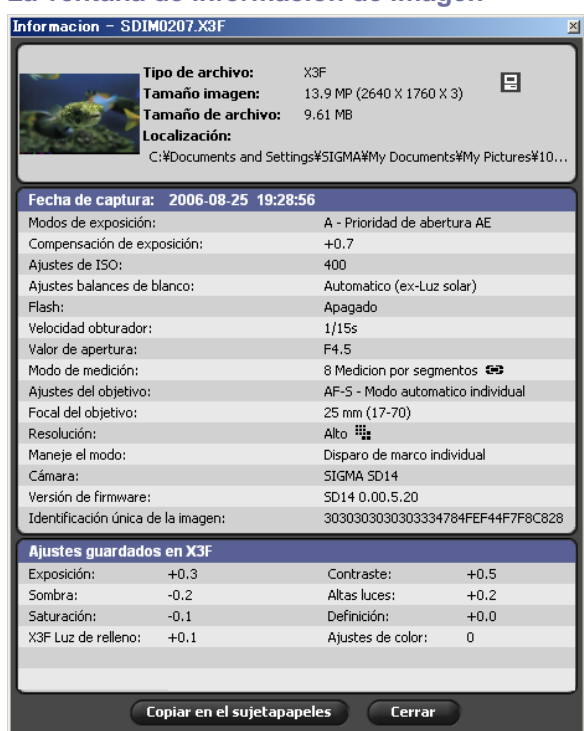 La ventana de información de imagen
Informacion - SDIM0207.X3F
Tipo de archivo: X3F
Tamaño imagen: 13.9 MP (2640 X 1760 X 3)
Tamaño de archivo: 9.61 MB
Localización:
C:¥Documents and Settings¥SIGMA¥My Documents¥My Pictures¥10...
Fecha de captura: 2006-08-25 19:28:56
Modos de exposición: A - Prioridad de abertura AE
Compensación de exposición: +0.7
Ajustes de ISO: 400
Ajustes balances de blanco: Automatico (ex-Luz solar)
Flash: Apagado
Velocidad obturador: 1/15s
Valor de apertura: F4.5
Modo de medición: 8 Medicion por segmentos
Ajustes del objetivo: AF-S - Modo automatico individual
Focal del objetivo: 25 mm (17-70)
Resolución: Alto
Maneje el modo: Disparo de marco individual
Cámara: SIGMA SD14
Versión de firmware: SD14 0.00.5.20
Identificación única de la imagen: 3030303030303334784FEF44F7F8C828
Ajustes guardados en X3F
Exposición: +0.3 Contraste: +0.5
Sombra: -0.2 Altas luces: +0.2
Saturación: -0.1 Definición: +0.0
X3F Luz de relleno: +0.1 Ajustes de color: 0
Copiar en el sujetapapeles Cerrar